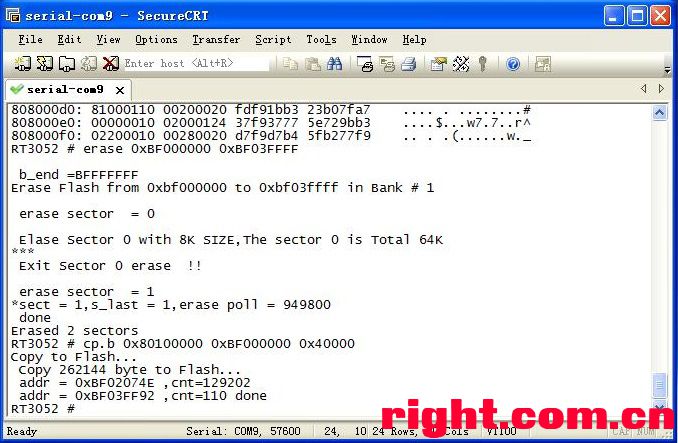 serial-com9 - SecureCRT
File Edit View Options Transfer Script Tools Window Help
Enter host <Alt+R>
serial-com9
808000d0: 81000110 00200020 fdf91bb3 23b07fa7 .... . ........#
808000e0: 00000010 02000124 37f93777 5e729bb3 ....$...w7.7..r^
808000f0: 02200010 00280020 d7f9d7b4 5fb277f9 .. . .(......w._
RT3052 # erase 0xBF000000 0xBF03FFFF
b_end =BFFFFFFF
Erase Flash from 0xbf000000 to 0xbf03ffff in Bank # 1
erase sector = 0
Elase Sector 0 with 8K SIZE,The sector 0 is Total 64K
***
Exit Sector 0 erase !!
erase sector = 1
*sect = 1,s_last = 1,erase poll = 949800
done
Erased 2 sectors
RT3052 # cp.b 0x80100000 0xBF000000 0x40000
Copy to Flash...
Copy 262144 byte to Flash...
addr = 0xBF02074E ,cnt=129202
addr = 0xBF03FF92 ,cnt=110 done
RT3052 #
right.com.cn
Ready Serial: COM9, 57600 24, 10 24 Rows, Cols VT100 CAP NUM